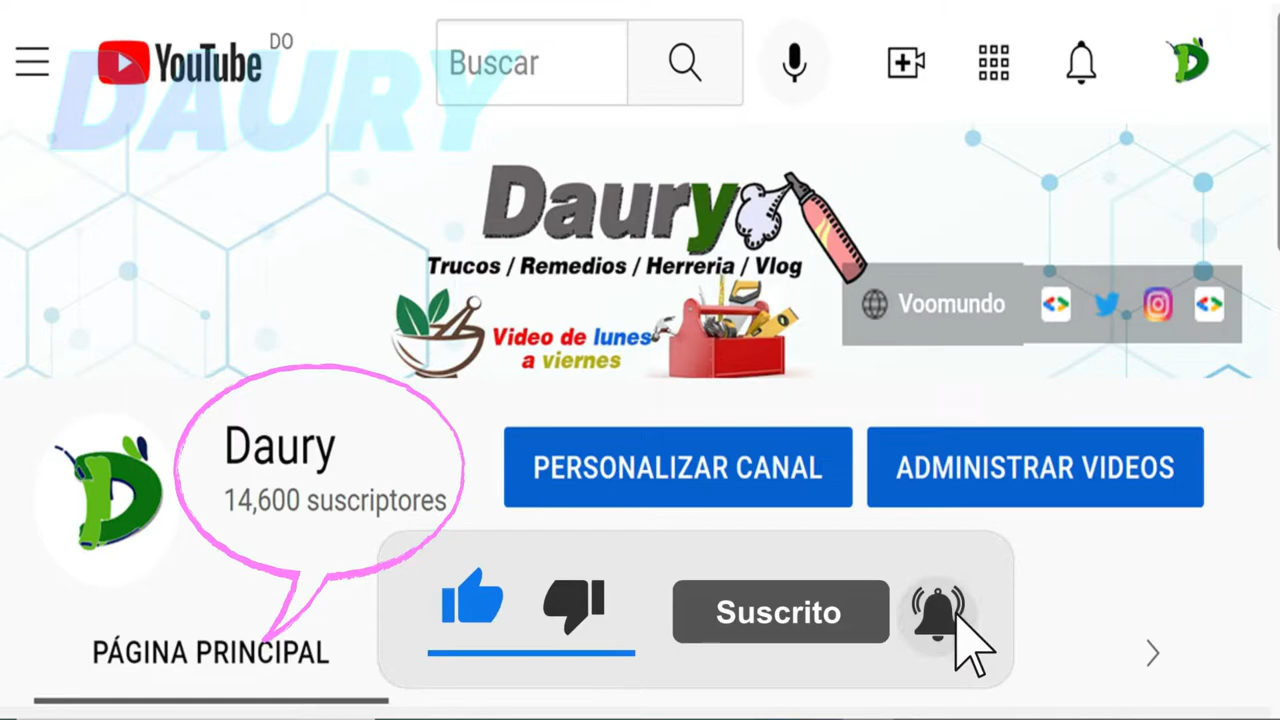 YouTube DO
Buscar
DAURY
Daury
Trucos / Remedios / Herreria / Vlog
Voomundo
Video de lunes
a viernes
Daury
14,600 suscriptores
PERSONALIZAR CANAL
ADMINISTRAR VIDEOS
Suscrito
PÁGINA PRINCIPAL